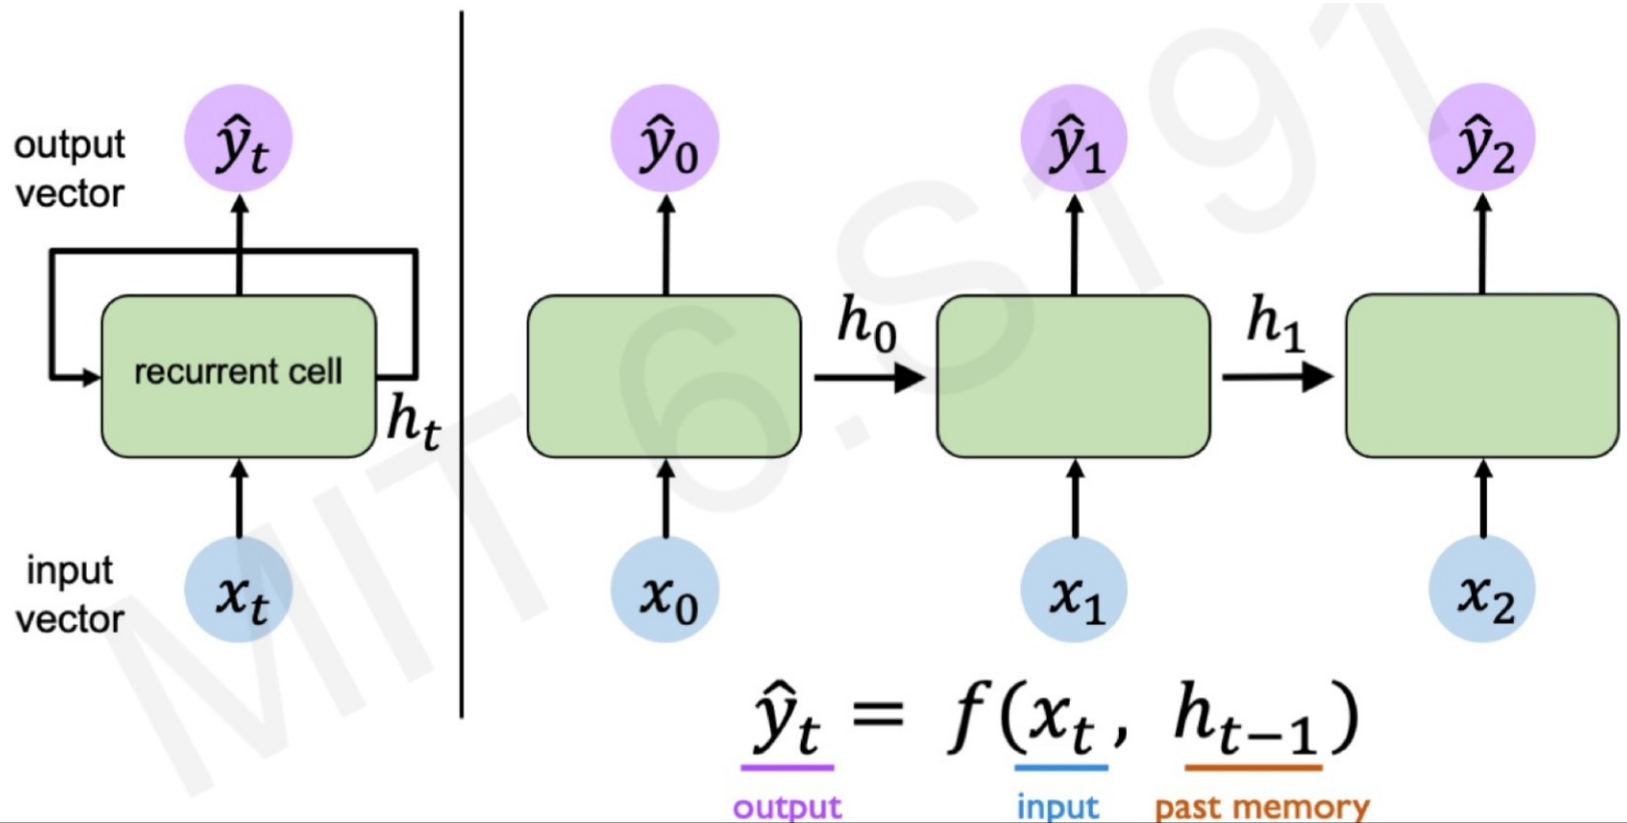 output
vector
ŷₜ
recurrent cell
hₜ
input
vector
xₜ
ŷ₀
ŷ₁
ŷ₂
h₀
h₁
x₀
x₁
x₂
ŷₜ = f(xₜ, hₜ₋₁)
output input past memory
MIT 6.S191